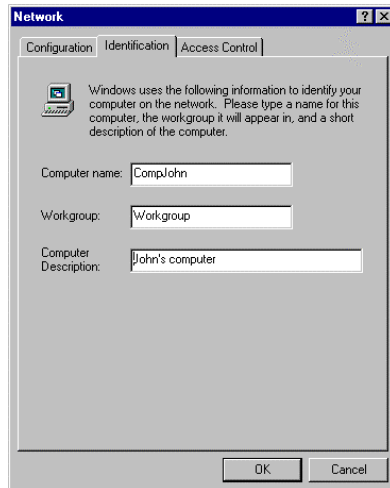 Network
Configuration Identification Access Control
Windows uses the following information to identify your
computer on the network. Please type a name for this
computer, the workgroup it will appear in, and a short
description of the computer.
Computer name: CompJohn
Workgroup: Workgroup
Computer
Description: John's computer
OK Cancel